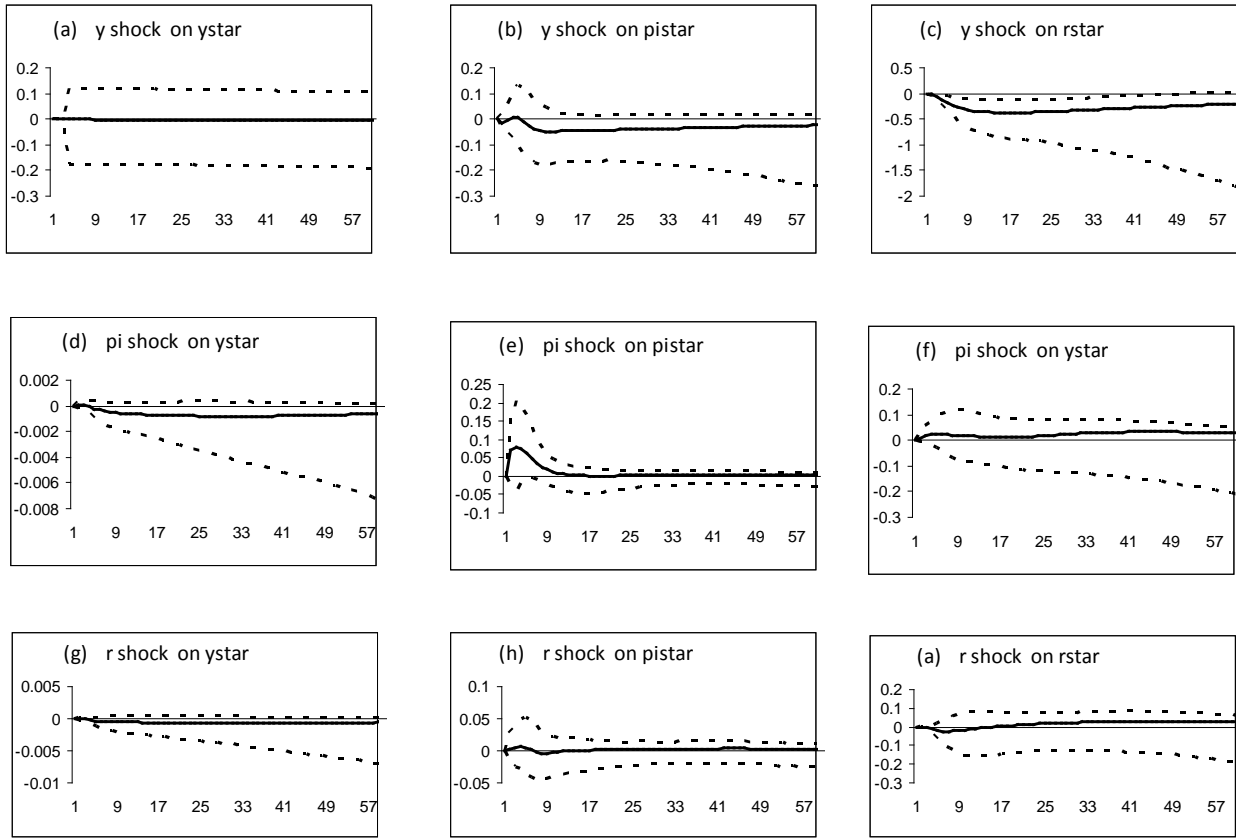 (a) y shock on ystar
0.2
0.1
0
-0.1
-0.2
-0.3
1 9 17 25 33 41 49 57
(b) y shock on pistar
0.2
0.1
0
-0.1
-0.2
-0.3
1 9 17 25 33 41 49 57
(c) y shock on rstar
0.5
0
-0.5
-1
-1.5
-2
1 9 17 25 33 41 49 57
(d) pi shock on ystar
0.002
0
-0.002
-0.004
-0.006
-0.008
1 9 17 25 33 41 49 57
(e) pi shock on pistar
0.25
0.2
0.15
0.1
0.05
0
-0.05
-0.1
1 9 17 25 33 41 49 57
(f) pi shock on ystar
0.2
0.1
0
-0.1
-0.2
-0.3
1 9 17 25 33 41 49 57
(g) r shock on ystar
0.005
0
-0.005
-0.01
1 9 17 25 33 41 49 57
(h) r shock on pistar
0.1
0.05
0
-0.05
1 9 17 25 33 41 49 57
(a) r shock on rstar
0.2
0.1
0
-0.1
-0.2
-0.3
1 9 17 25 33 41 49 57